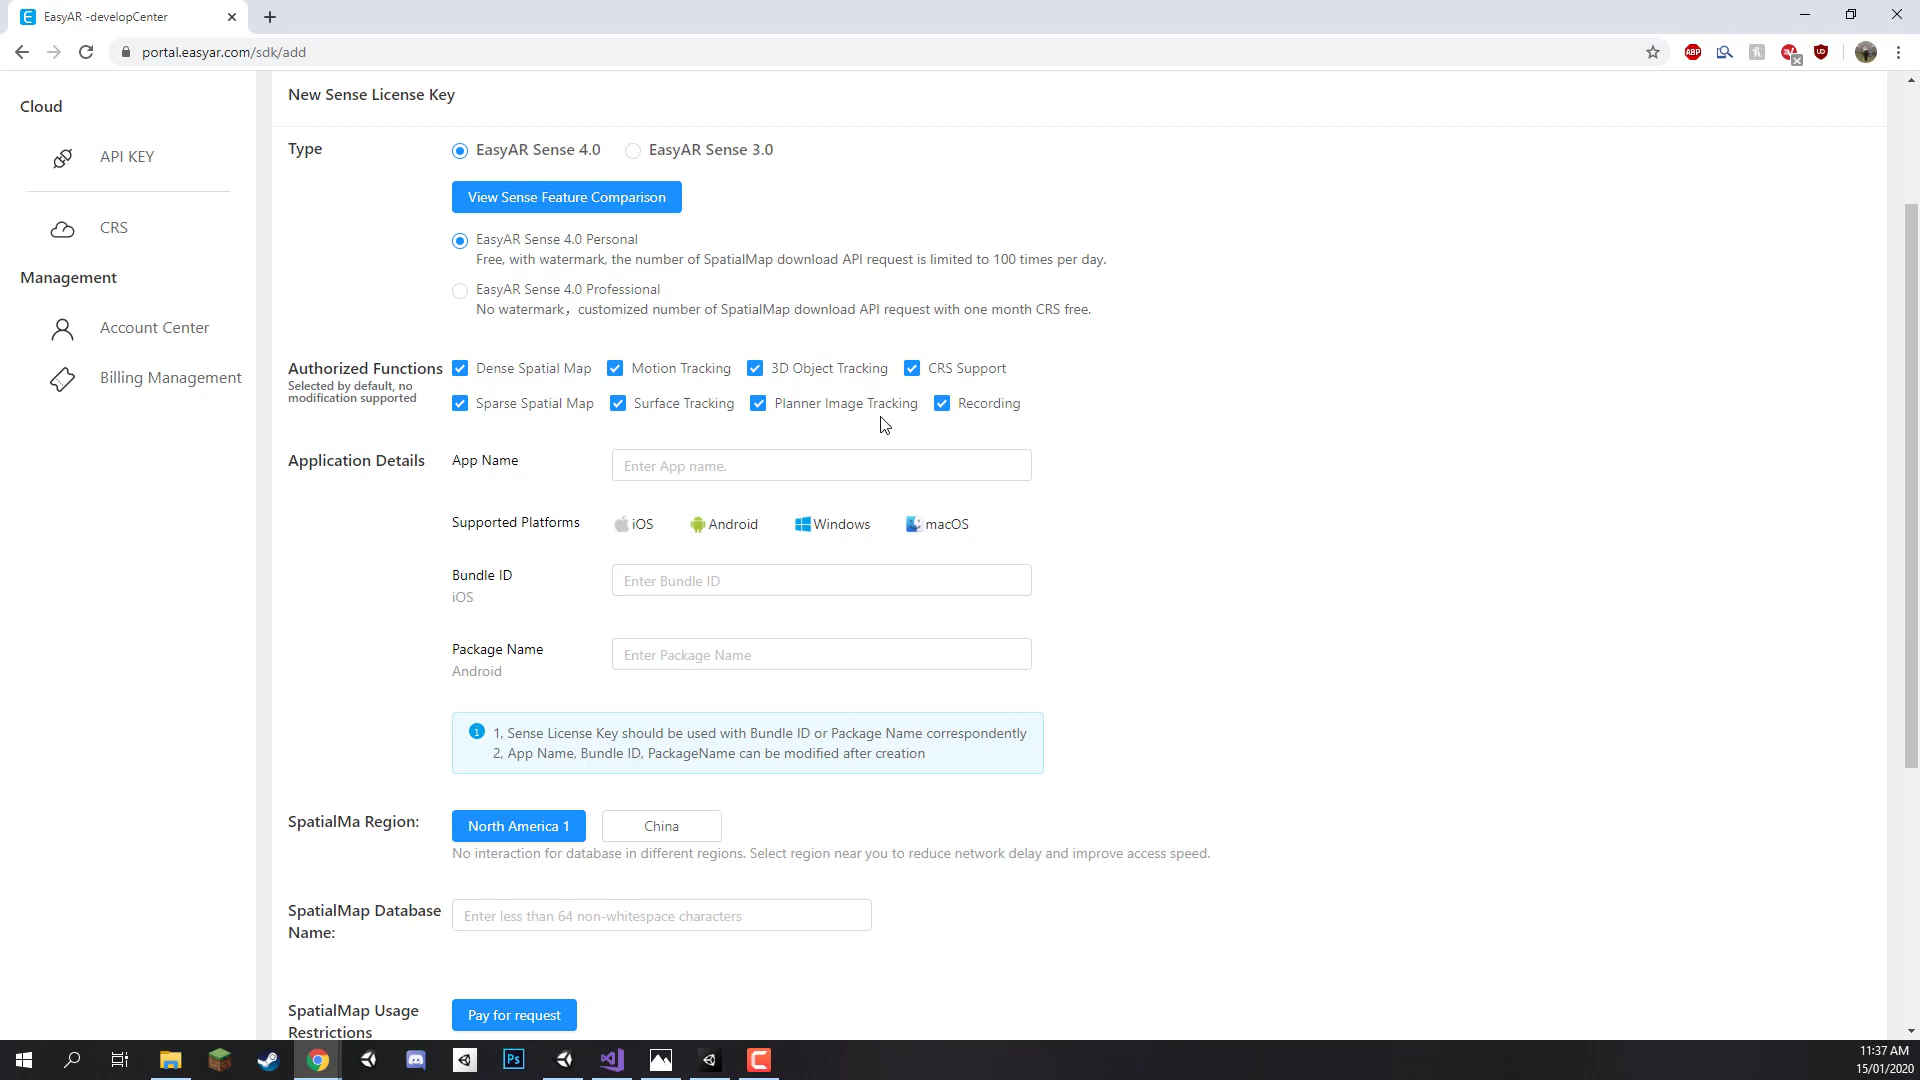 EasyAR -developCenter
portal.easyar.com/sdk/add
ABP
Cloud
API KEY
CRS
Management
Account Center
Billing Management
New Sense License Key
Type
EasyAR Sense 4.0
EasyAR Sense 3.0
View Sense Feature Comparison
EasyAR Sense 4.0 Personal
Free, with watermark, the number of SpatialMap download API request is limited to 100 times per day.
EasyAR Sense 4.0 Professional
No watermark，customized number of SpatialMap download API request with one month CRS free.
Authorized Functions
Selected by default, no
modification supported
Dense Spatial Map
Motion Tracking
3D Object Tracking
CRS Support
Sparse Spatial Map
Surface Tracking
Planner Image Tracking
Recording
Application Details
App Name
Enter App name.
Supported Platforms
iOS
Android
Windows
macOS
Bundle ID
iOS
Enter Bundle ID
Package Name
Android
Enter Package Name
1, Sense License Key should be used with Bundle ID or Package Name correspondently
2, App Name, Bundle ID, PackageName can be modified after creation
SpatialMa Region:
North America 1
China
No interaction for database in different regions. Select region near you to reduce network delay and improve access speed.
SpatialMap Database
Name:
Enter less than 64 non-whitespace characters
SpatialMap Usage
Restrictions
Pay for request
Ps
11:37 AM
15/01/2020